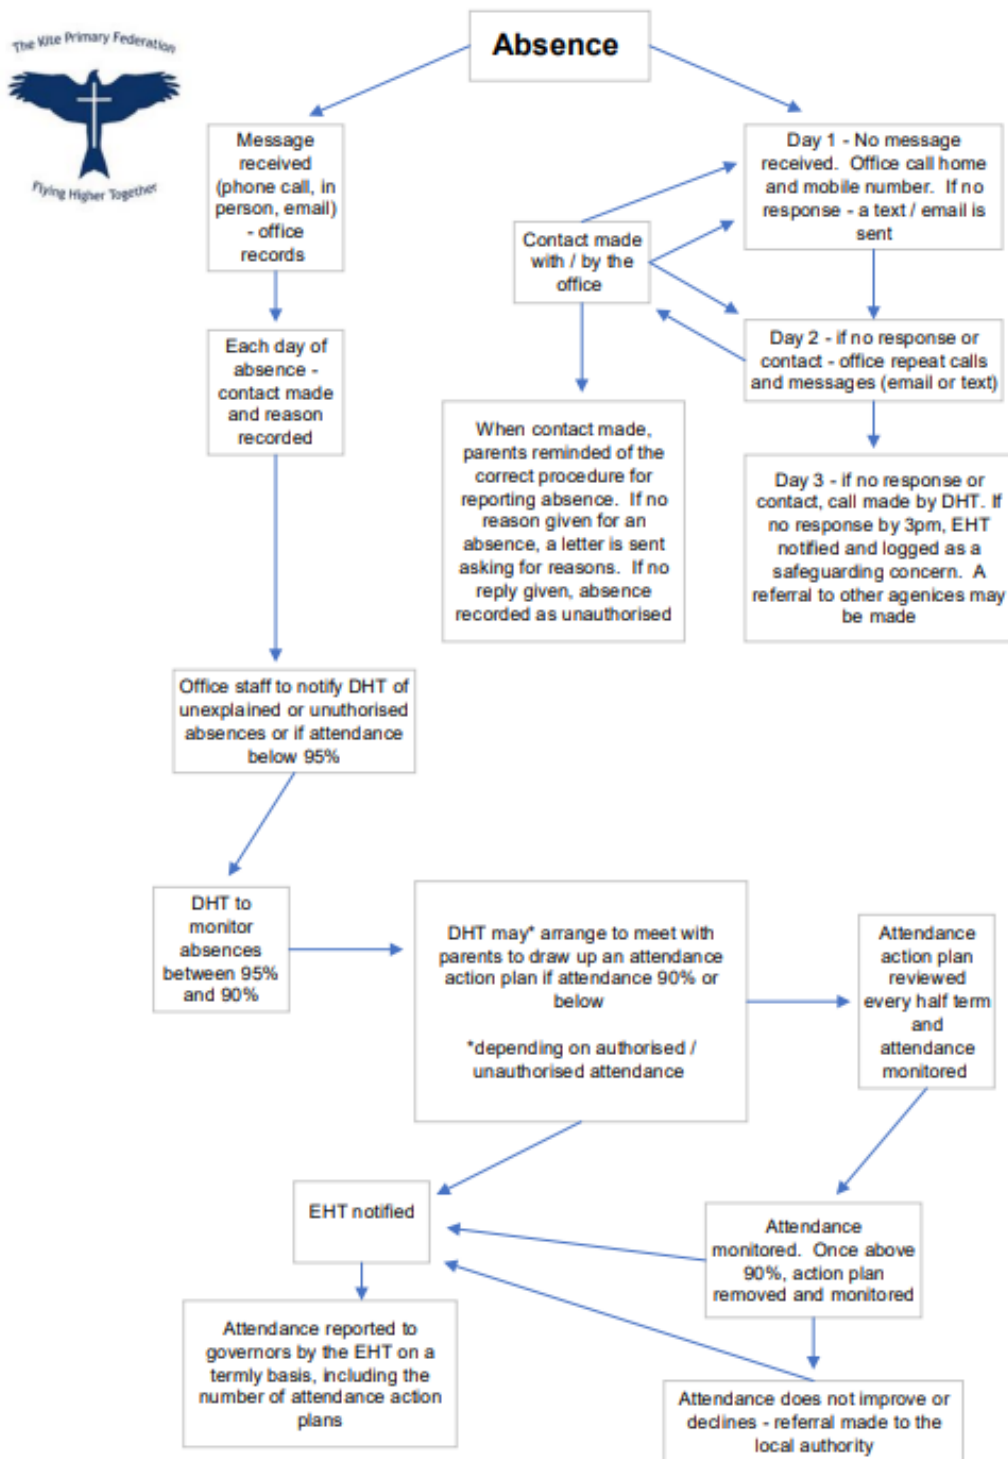 The Kite Primary Federation
Flying Higher Together
Absence
Message
received
(phone call, in
person, email)
- office
records
Day 1 - No message
received. Office call home
and mobile number. If no
response - a text / email is
sent
Contact made
with / by the
office
Each day of
absence -
contact made
and reason
recorded
Day 2 - if no response or
contact - office repeat calls
and messages (email or text)
When contact made,
parents reminded of the
correct procedure for
reporting absence. If no
reason given for an
absence, a letter is sent
asking for reasons. If no
reply given, absence
recorded as unauthorised
Day 3 - if no response or
contact, call made by DHT. If
no response by 3pm, EHT
notified and logged as a
safeguarding concern. A
referral to other agenices may
be made
Office staff to notify DHT of
unexplained or unuthorised
absences or if attendance
below 95%
DHT to
monitor
absences
between 95%
and 90%
DHT may* arrange to meet with
parents to draw up an attendance
action plan if attendance 90% or
below
*depending on authorised /
unauthorised attendance
Attendance
action plan
reviewed
every half term
and
attendance
monitored
EHT notified
Attendance
monitored. Once above
90%, action plan
removed and monitored
Attendance reported to
governors by the EHT on a
termly basis, including the
number of attendance action
plans
Attendance does not improve or
declines - referral made to the
local authority